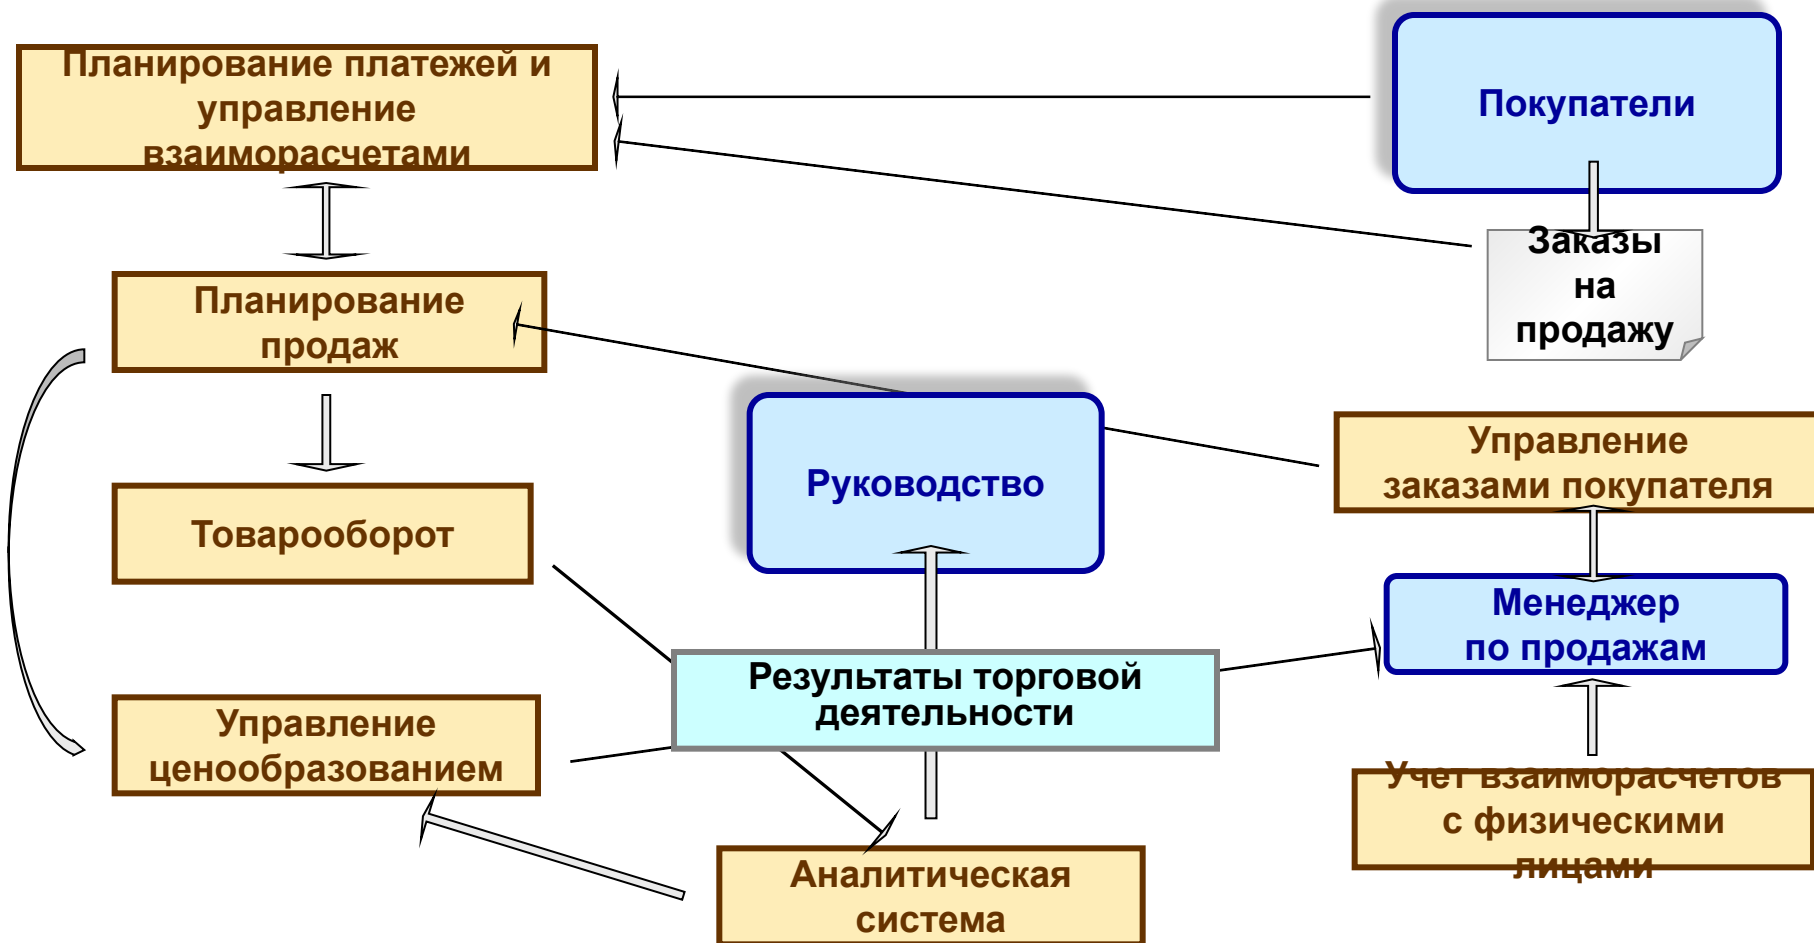 Планирование платежей и
управление
взаиморасчетами
Покупатели
Заказы
на
продажу
Планирование
продаж
Руководство
Управление
заказами покупателя
Товарооборот
Менеджер
по продажам
Результаты торговой
деятельности
Управление
ценообразованием
Учет взаиморасчетов
с физическими
лицами
Аналитическая
система